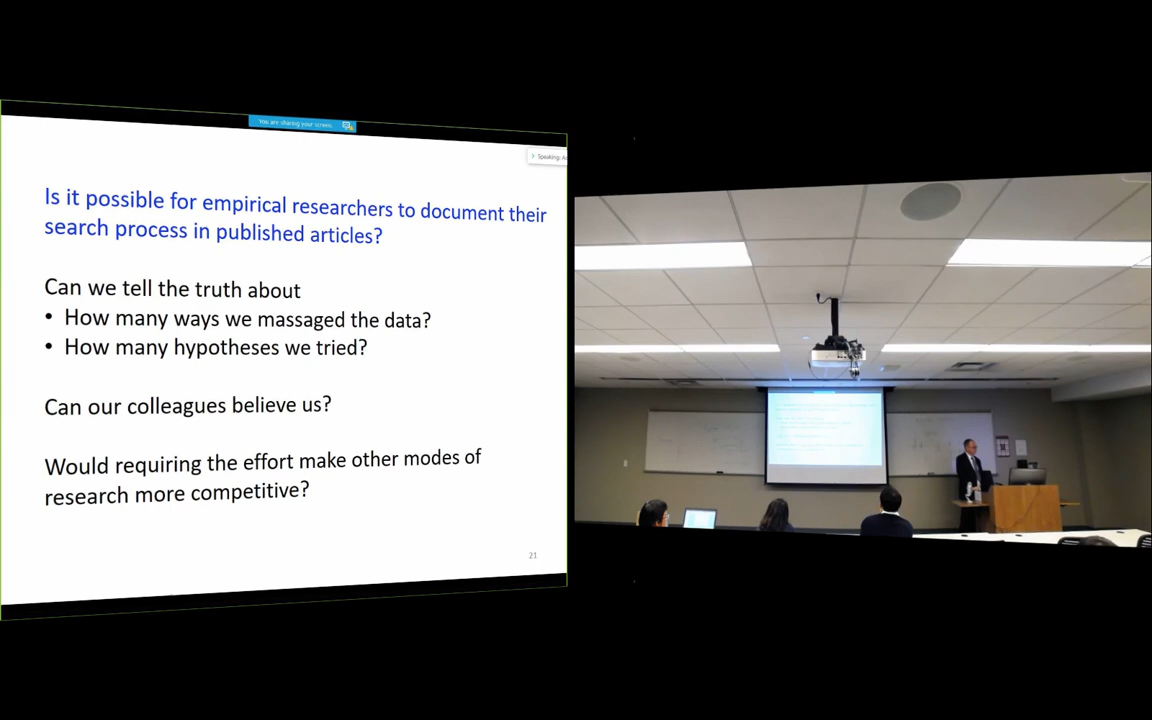 You are sharing your screen.
Speaking:
Is it possible for empirical researchers to document their
search process in published articles?
Can we tell the truth about
• How many ways we massaged the data?
• How many hypotheses we tried?
Can our colleagues believe us?
Would requiring the effort make other modes of
research more competitive?
21